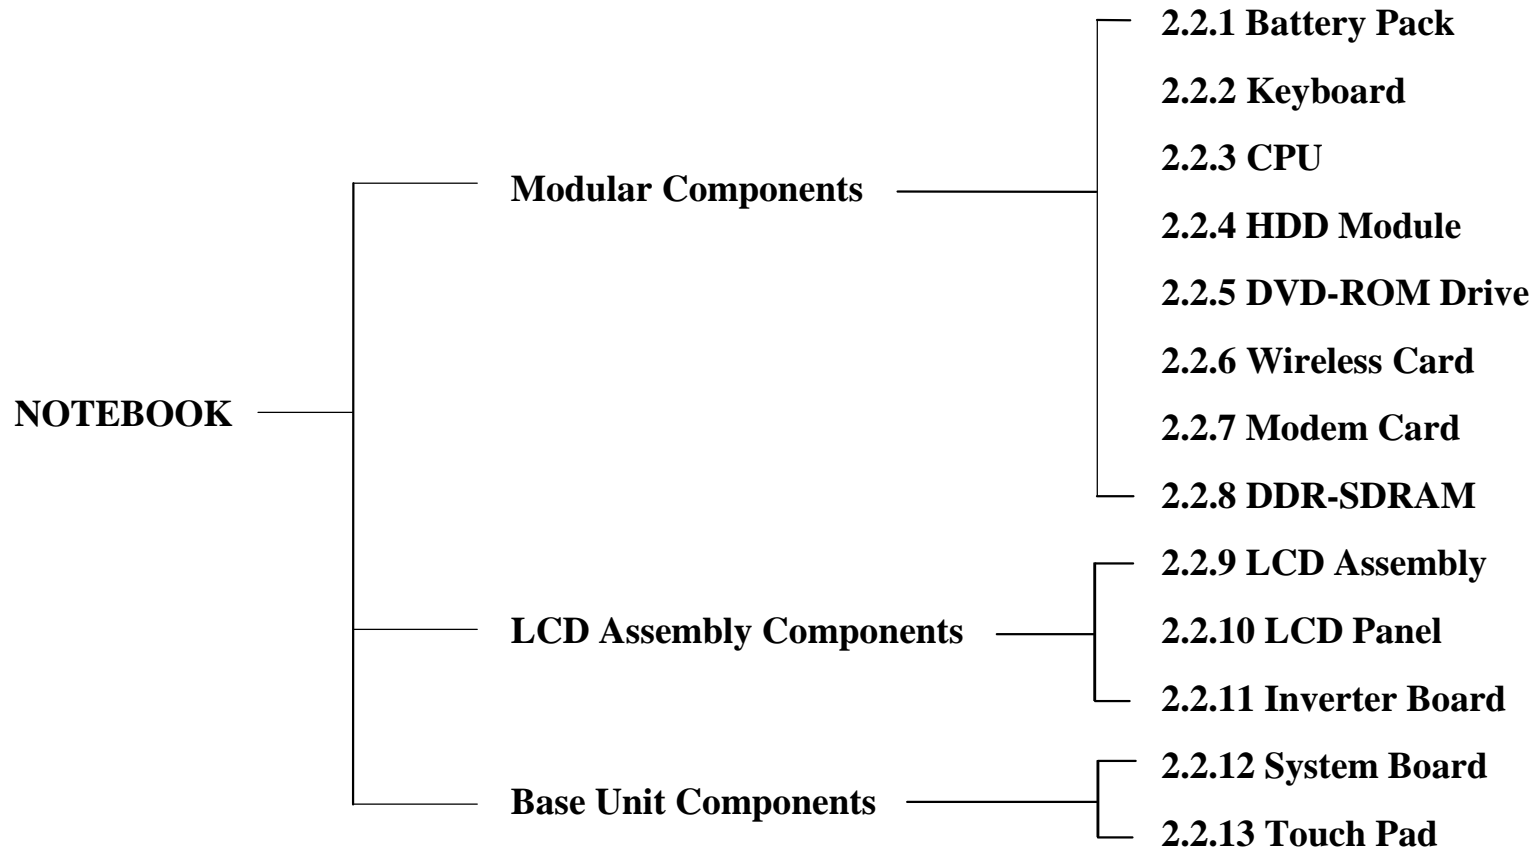 NOTEBOOK
Modular Components
2.2.1 Battery Pack
2.2.2 Keyboard
2.2.3 CPU
2.2.4 HDD Module
2.2.5 DVD-ROM Drive
2.2.6 Wireless Card
2.2.7 Modem Card
2.2.8 DDR-SDRAM
LCD Assembly Components
2.2.9 LCD Assembly
2.2.10 LCD Panel
2.2.11 Inverter Board
Base Unit Components
2.2.12 System Board
2.2.13 Touch Pad